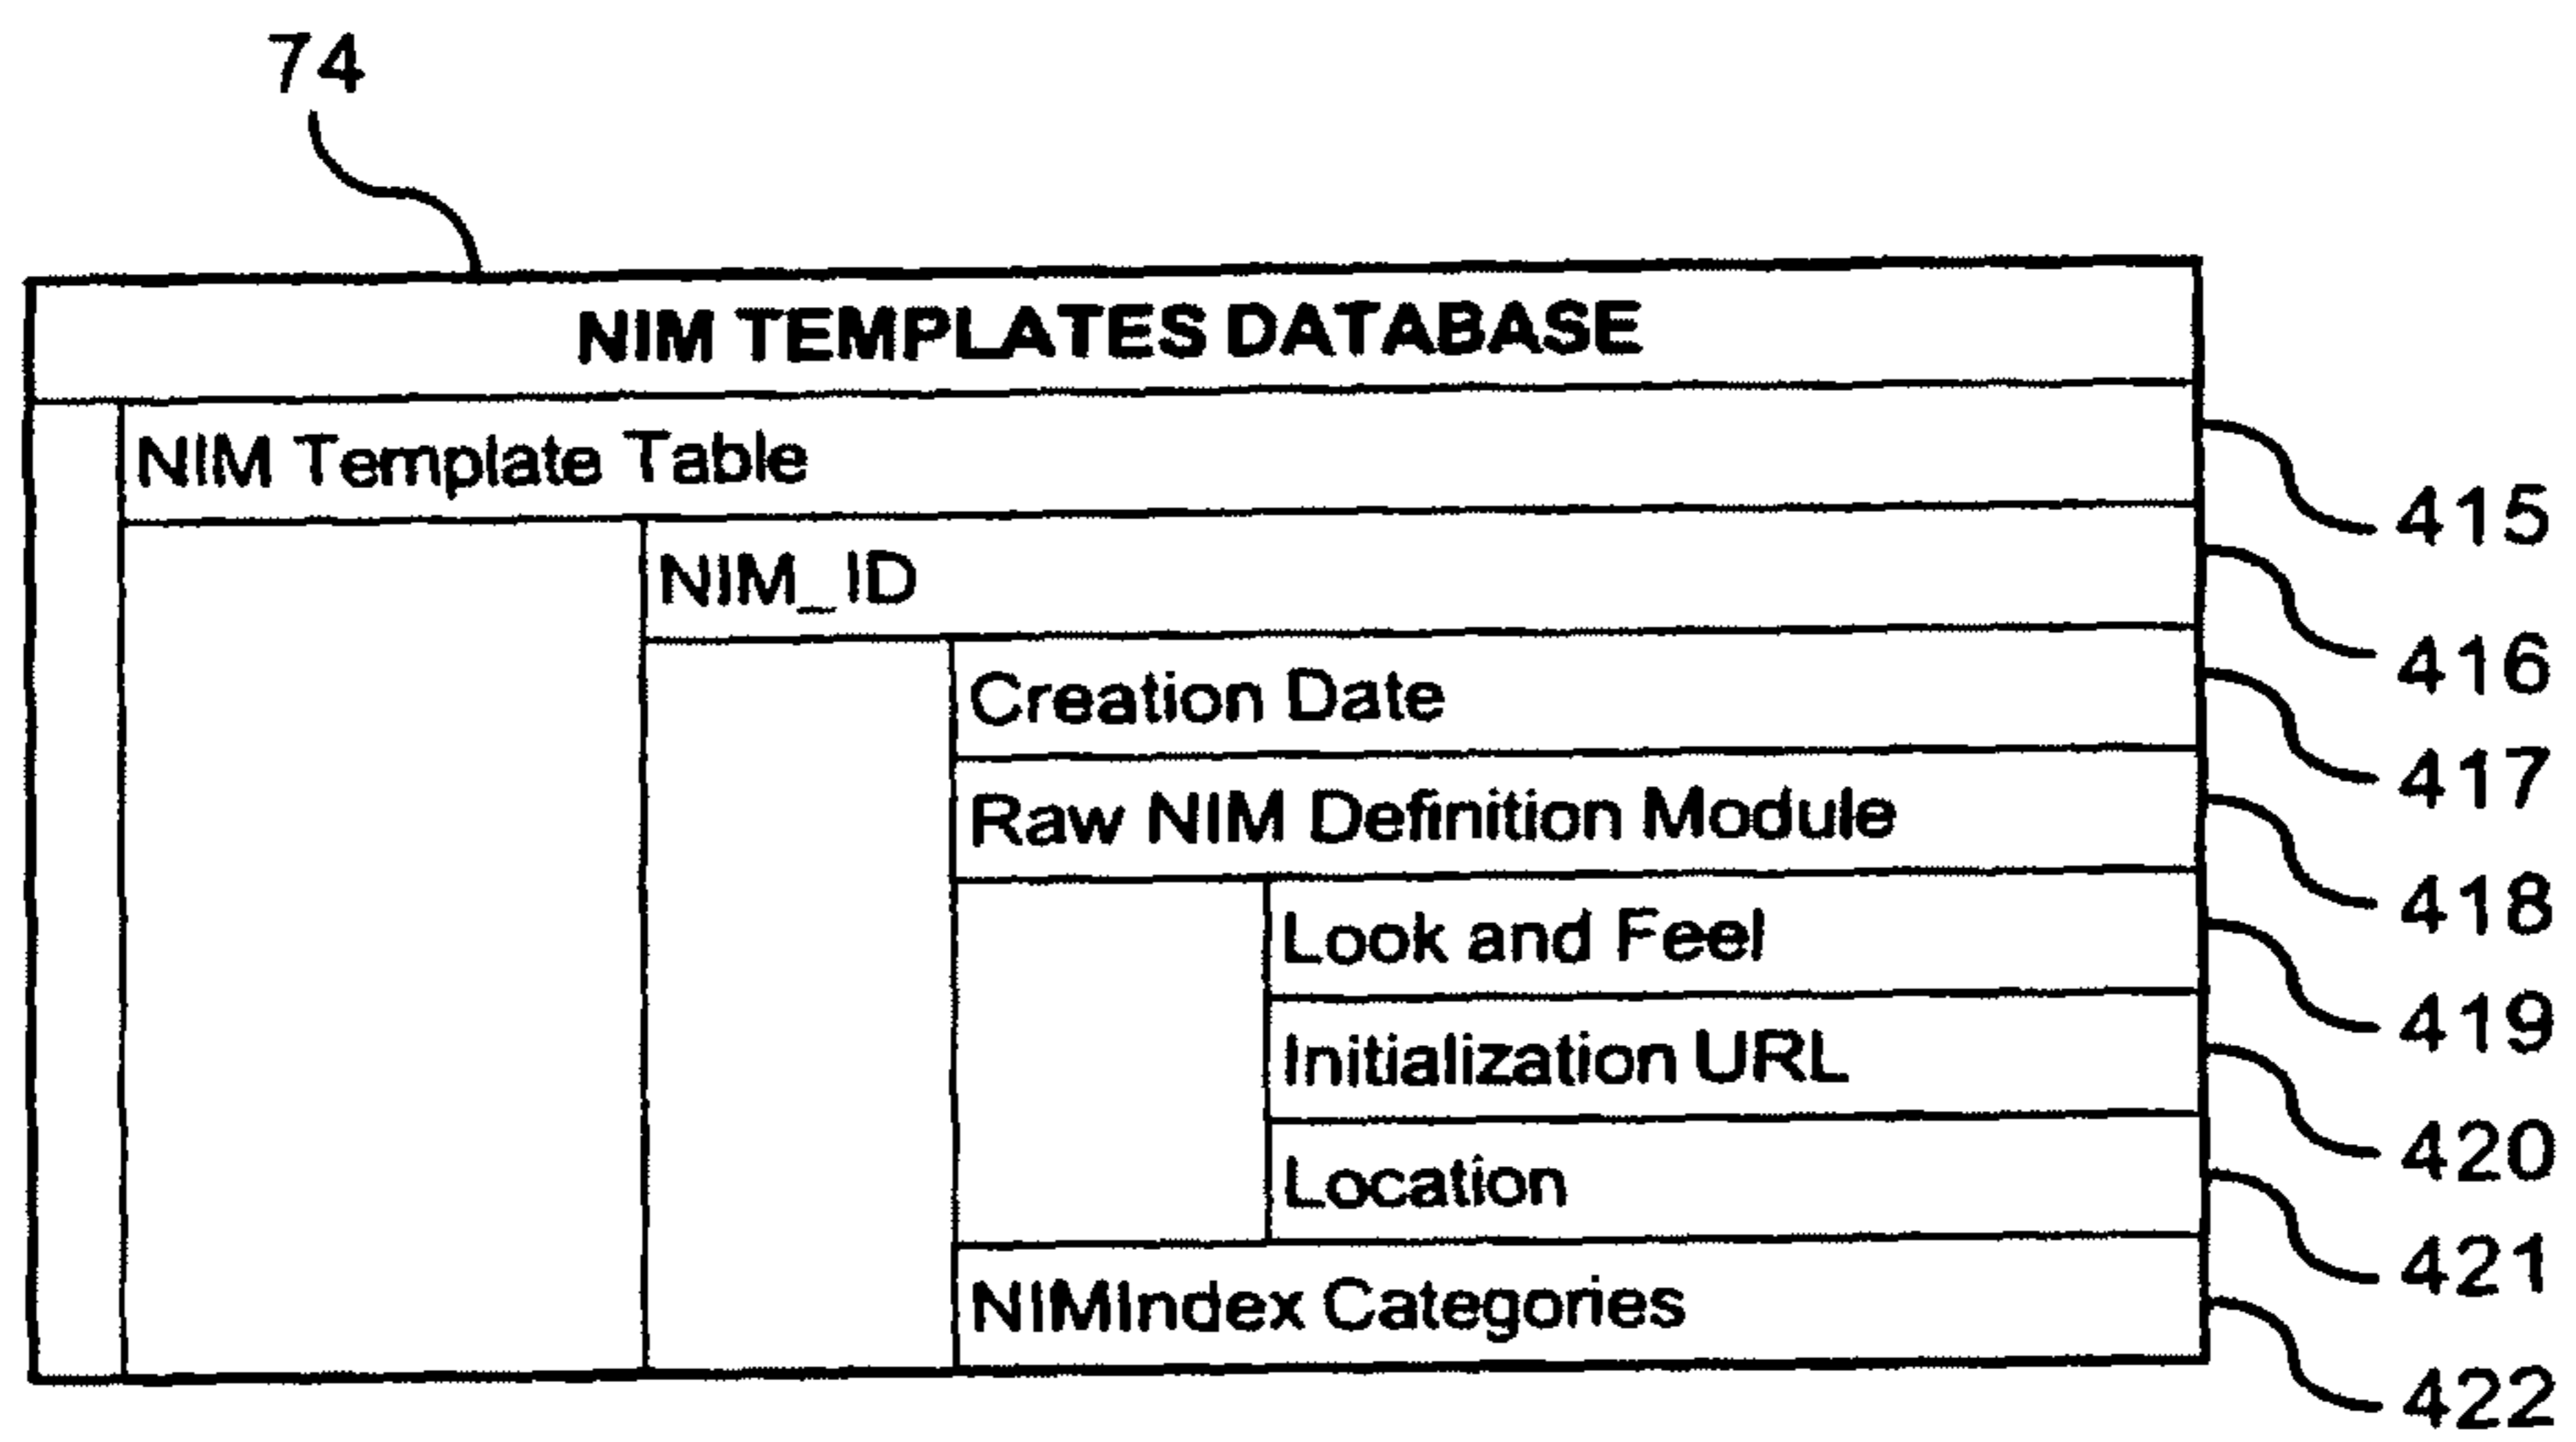 74
NIM TEMPLATES DATABASE
NIM Template Table
415
NIM_ID
416
Creation Date
417
Raw NIM Definition Module
418
Look and Feel
419
Initialization URL
420
Location
421
NIMIndex Categories
422